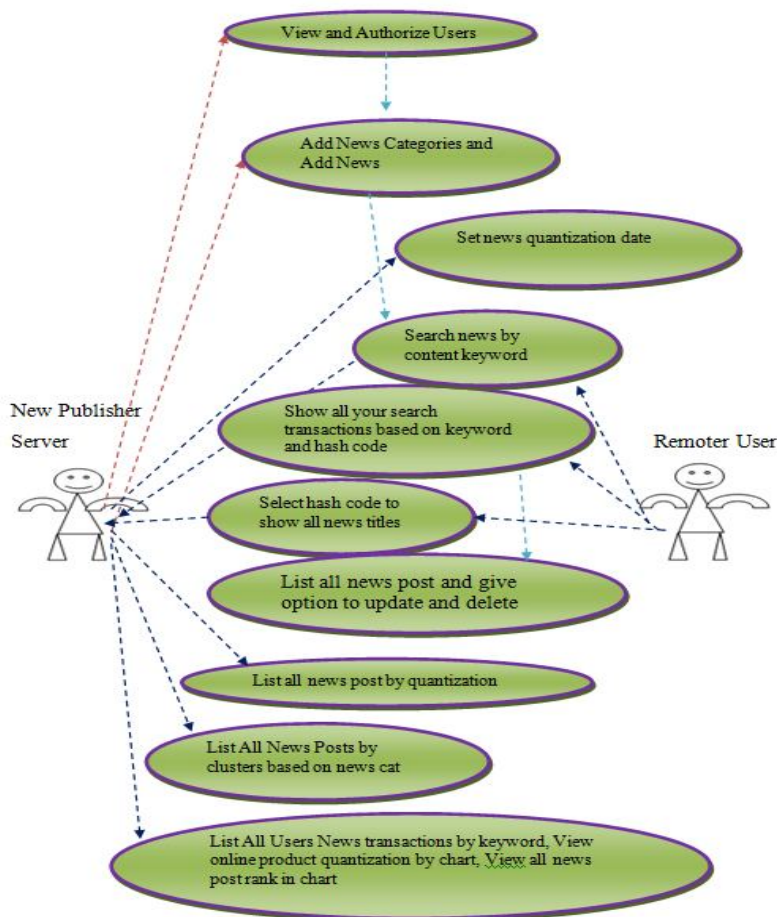 View and Authorize Users
Add News Categories and
Add News
Set news quantization date
Search news by
content keyword
New Publisher
Server
Show all your search
transactions based on keyword
and hash code
Remoter User
Select hash code to
show all news titles
List all news post and give
option to update and delete
List all news post by quantization
List All News Posts by
clusters based on news cat
List All Users News transactions by keyword, View
online product quantization by chart, View all news
post rank in chart